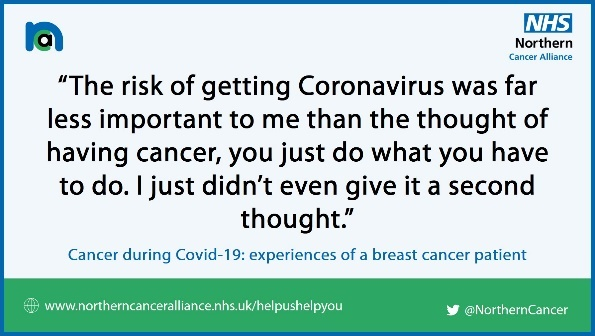 na
NHS
Northern
Cancer Alliance
“The risk of getting Coronavirus was far
less important to me than the thought of
having cancer, you just do what you have
to do. I just didn’t even give it a second
thought.”
Cancer during Covid-19: experiences of a breast cancer patient
www.northerncanceralliance.nhs.uk/helpushelpyou
@NorthernCancer